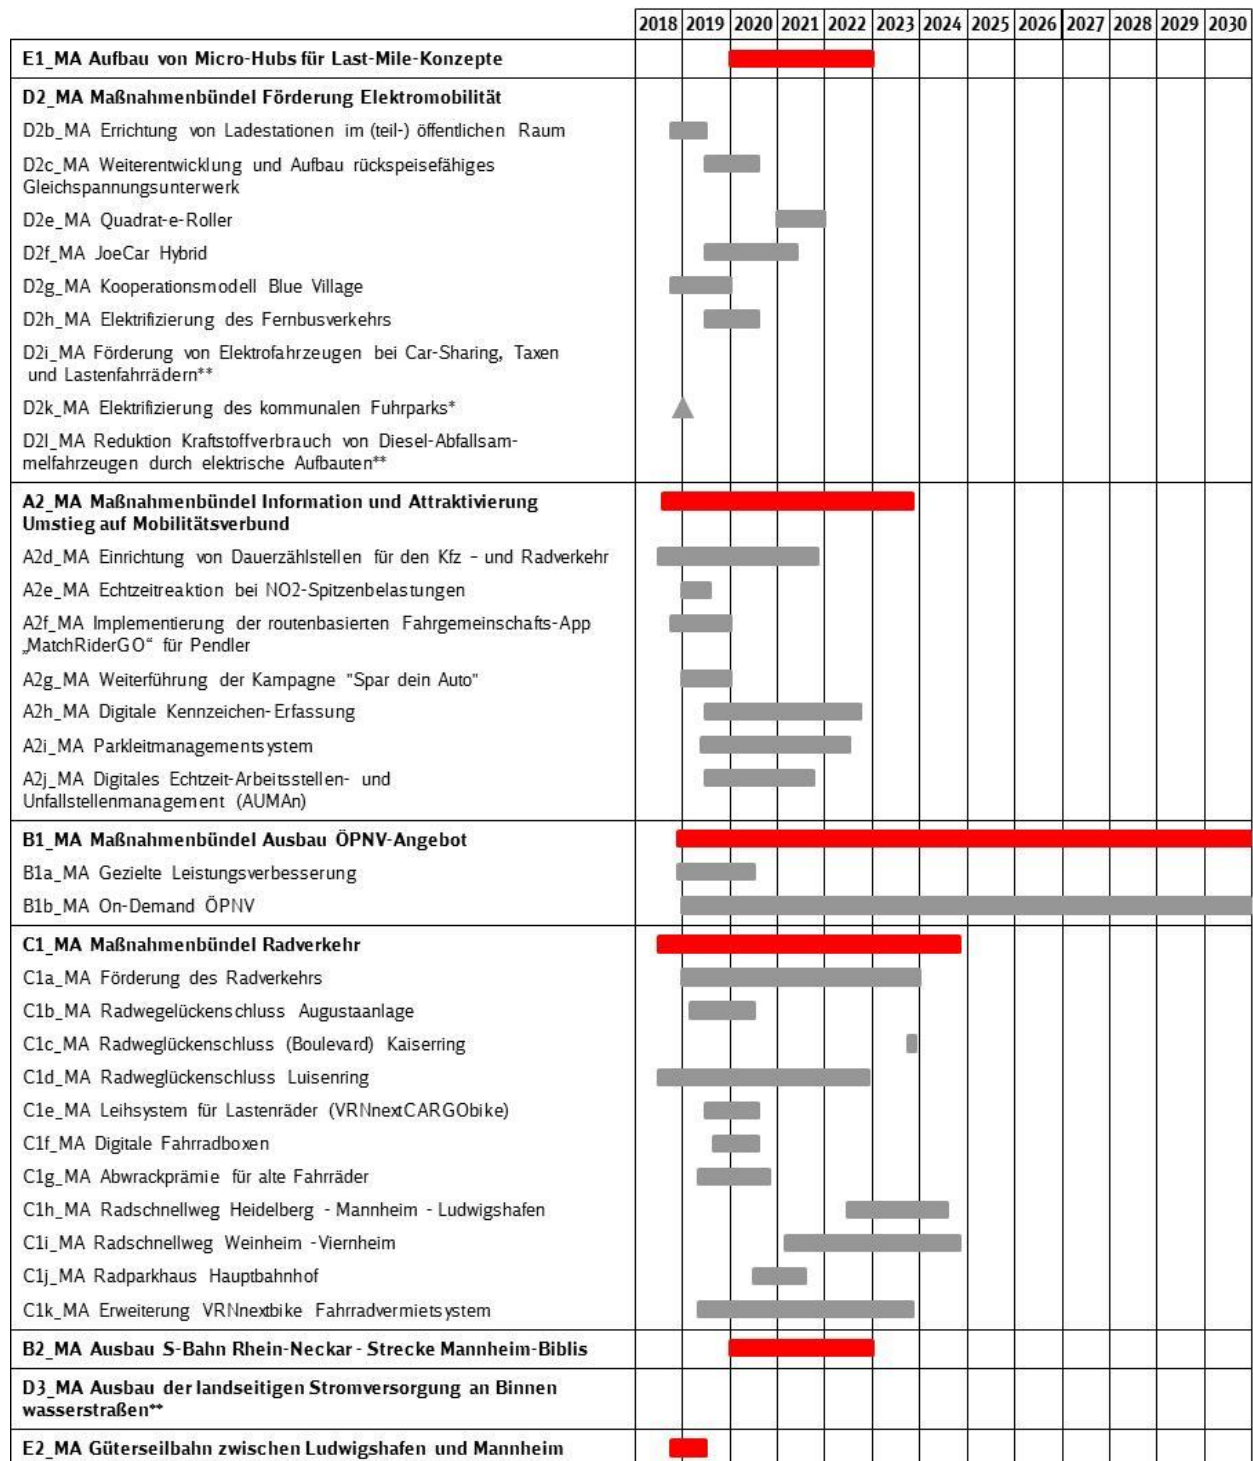 2018 2019 2020 2021 2022 2023 2024 2025 2026 2027 2028 2029 2030
E1_MA Aufbau von Micro-Hubs für Last-Mile-Konzepte
D2_MA Maßnahmenbündel Förderung Elektromobilität
D2b_MA Errichtung von Ladestationen im (teil-) öffentlichen Raum
D2c_MA Weiterentwicklung und Aufbau rückspeisefähiges
Gleichspannungsunterwerk
D2e_MA Quadrat-e-Roller
D2f_MA JoeCar Hybrid
D2g_MA Kooperationsmodell Blue Village
D2h_MA Elektrifizierung des Fernbusverkehrs
D2i_MA Förderung von Elektrofahrzeugen bei Car-Sharing, Taxen
und Lastenfahrrädern**
D2k_MA Elektrifizierung des kommunalen Fuhrparks*
D2l_MA Reduktion Kraftstoffverbrauch von Diesel-Abfallsam-
melfahrzeugen durch elektrische Aufbauten**
A2_MA Maßnahmenbündel Information und Attraktivierung
Umstieg auf Mobilitätsverbund
A2d_MA Einrichtung von Dauerzählstellen für den Kfz - und Radverkehr
A2e_MA Echtzeitreaktion bei NO2-Spitzenbelastungen
A2f_MA Implementierung der routenbasierten Fahrgemeinschafts-App
„MatchRiderGO“ für Pendler
A2g_MA Weiterführung der Kampagne "Spar dein Auto"
A2h_MA Digitale Kennzeichen-Erfassung
A2i_MA Parkleitmanagementsystem
A2j_MA Digitales Echtzeit-Arbeitsstellen- und
Unfallstellenmanagement (AUMAn)
B1_MA Maßnahmenbündel Ausbau ÖPNV-Angebot
B1a_MA Gezielte Leistungsverbesserung
B1b_MA On-Demand ÖPNV
C1_MA Maßnahmenbündel Radverkehr
C1a_MA Förderung des Radverkehrs
C1b_MA Radwegelückenschluss Augustaanlage
C1c_MA Radweglückenschluss (Boulevard) Kaiserring
C1d_MA Radweglückenschluss Luisenring
C1e_MA Leihsystem für Lastenräder (VRNnextCARGObike)
C1f_MA Digitale Fahrradboxen
C1g_MA Abwrackprämie für alte Fahrräder
C1h_MA Radschnellweg Heidelberg - Mannheim - Ludwigshafen
C1i_MA Radschnellweg Weinheim -Viernheim
C1j_MA Radparkhaus Hauptbahnhof
C1k_MA Erweiterung VRNnextbike Fahrradvermietsystem
B2_MA Ausbau S-Bahn Rhein-Neckar - Strecke Mannheim-Biblis
D3_MA Ausbau der landseitigen Stromversorgung an Binnen
wasserstraßen**
E2_MA Güterseilbahn zwischen Ludwigshafen und Mannheim